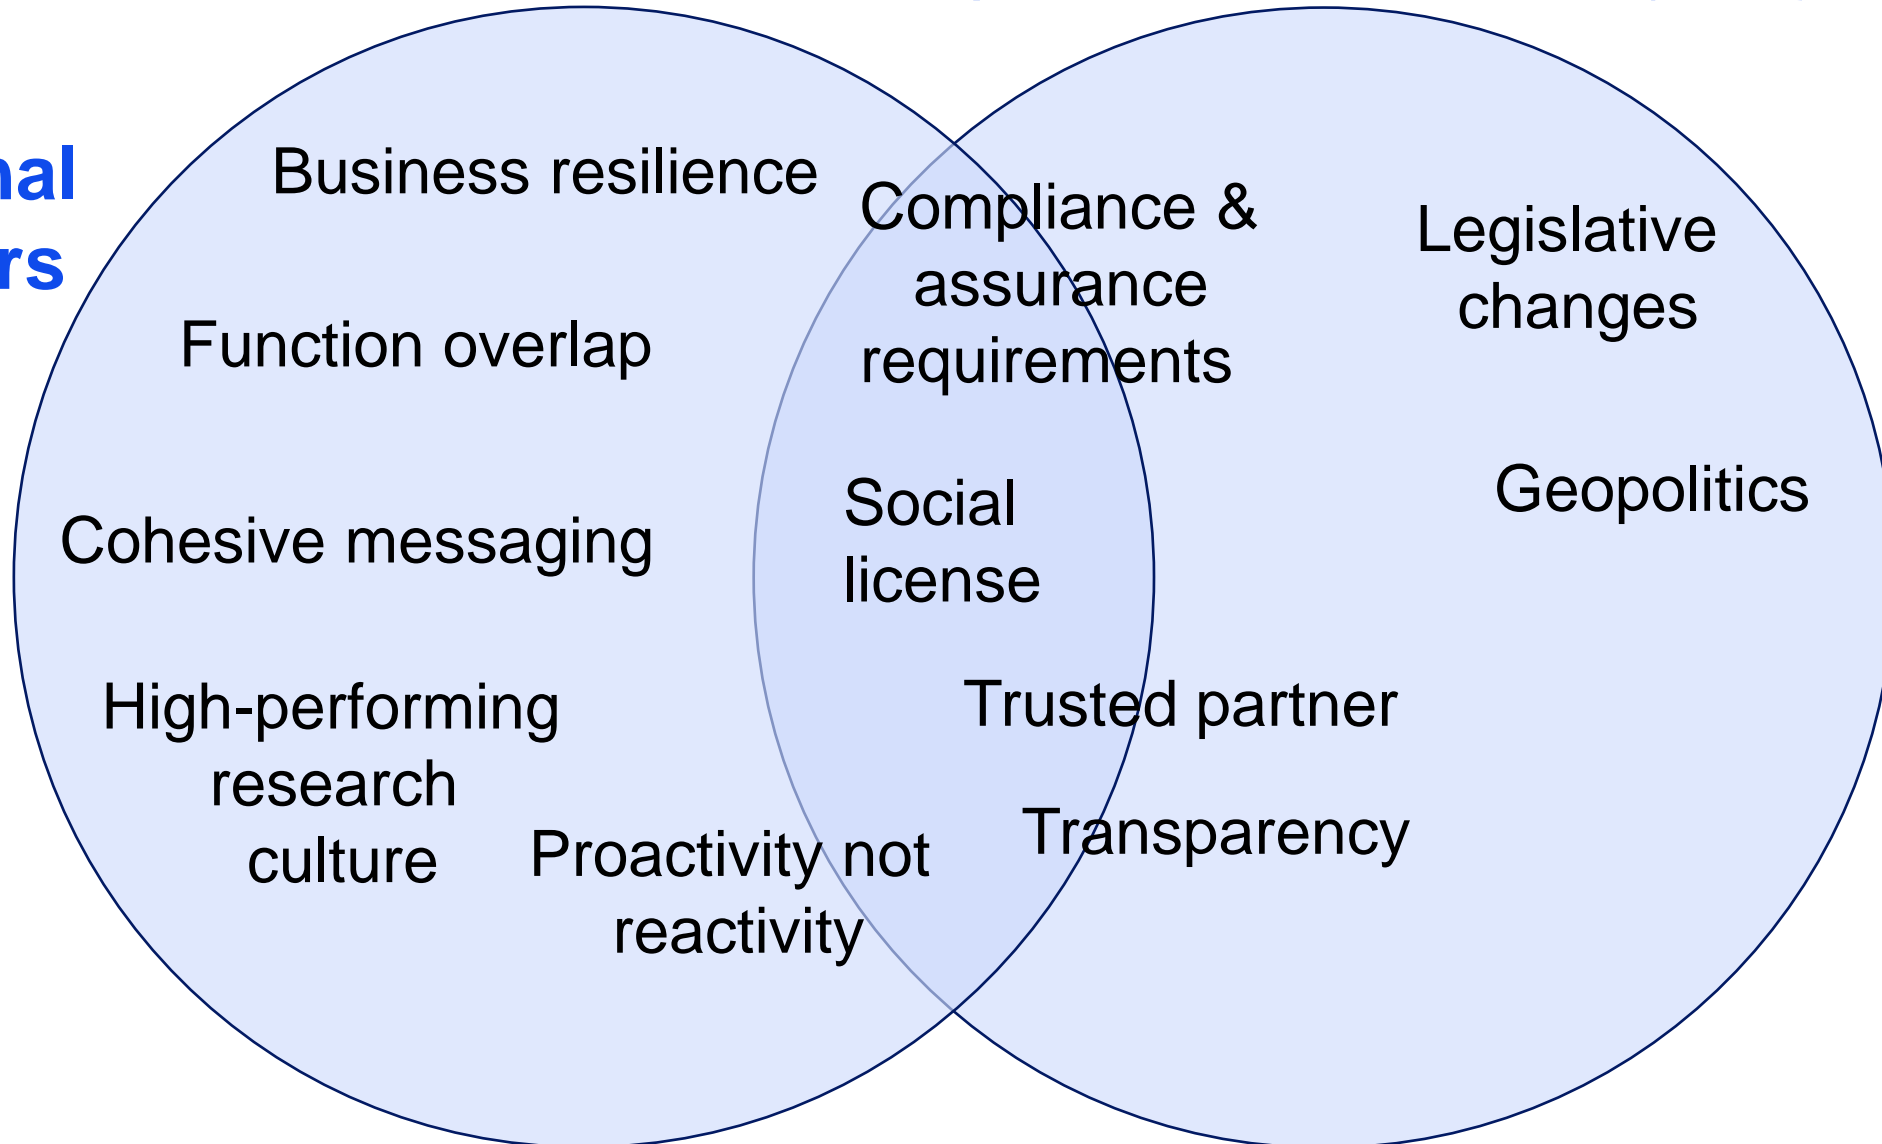 nal
rs
Business resilience
Compliance &
assurance
requirements
Legislative
changes
Function overlap
Geopolitics
Social
license
Cohesive messaging
High-performing
research
culture
Trusted partner
Transparency
Proactivity not
reactivity